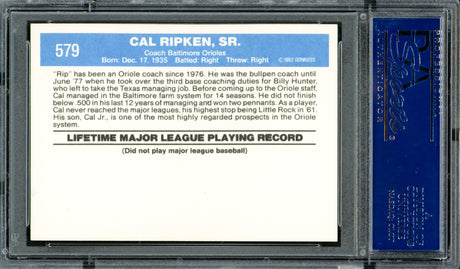 579
CAL RIPKEN, SR.
Coach Baltimore Orioles
Born: Dec. 17, 1935 Batted: Right Threw: Right
© 1982 DONRUSS
"Rip" has been an Oriole coach since 1976. He was the bullpen coach until
June '77 when he took over the third base coaching duties for Billy Hunter,
who left to take the Texas managing job. Before coming up to the Oriole staff,
Cal managed in the Baltimore farm system for 14 seasons. He did not finish
below .500 in his last 12 years of managing and won two pennants. As a player,
Cal never reached the major leagues, his highest stop being Little Rock in '61.
His son, Cal Jr., is one of the most highly regarded prospects in the Orioles
system.
LIFETIME MAJOR LEAGUE PLAYING RECORD
(Did not play major league baseball)
PSA
PROFESSIONAL
SPORTS
AUTHENTICATOR